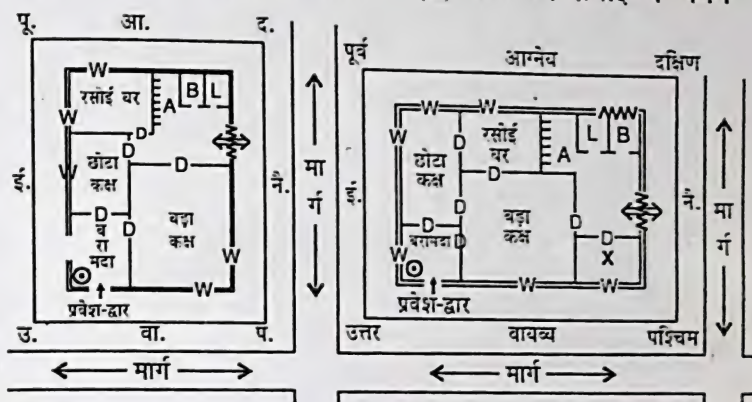 पू. आ. द.
W
रसोई घर
A
B
L
W
D
D
D
W
छोटा
कक्ष
ई.
नै.
D
ब
रा
मदा
D
बड़ा
कक्ष
W
W
प्रवेश-द्वार
उ. वा. प.
मा
र्ग
मार्ग
पूर्व आग्नेय दक्षिण
W W
W
रसोई
घर
A
L
B
D
छोटा
कक्ष
D
ई.
नै.
D
बरामदा
D
बड़ा
कक्ष
D
D
X
W
W
W
प्रवेश-द्वार
उत्तर वायव्य पश्चिम
मा
र्ग
मार्ग